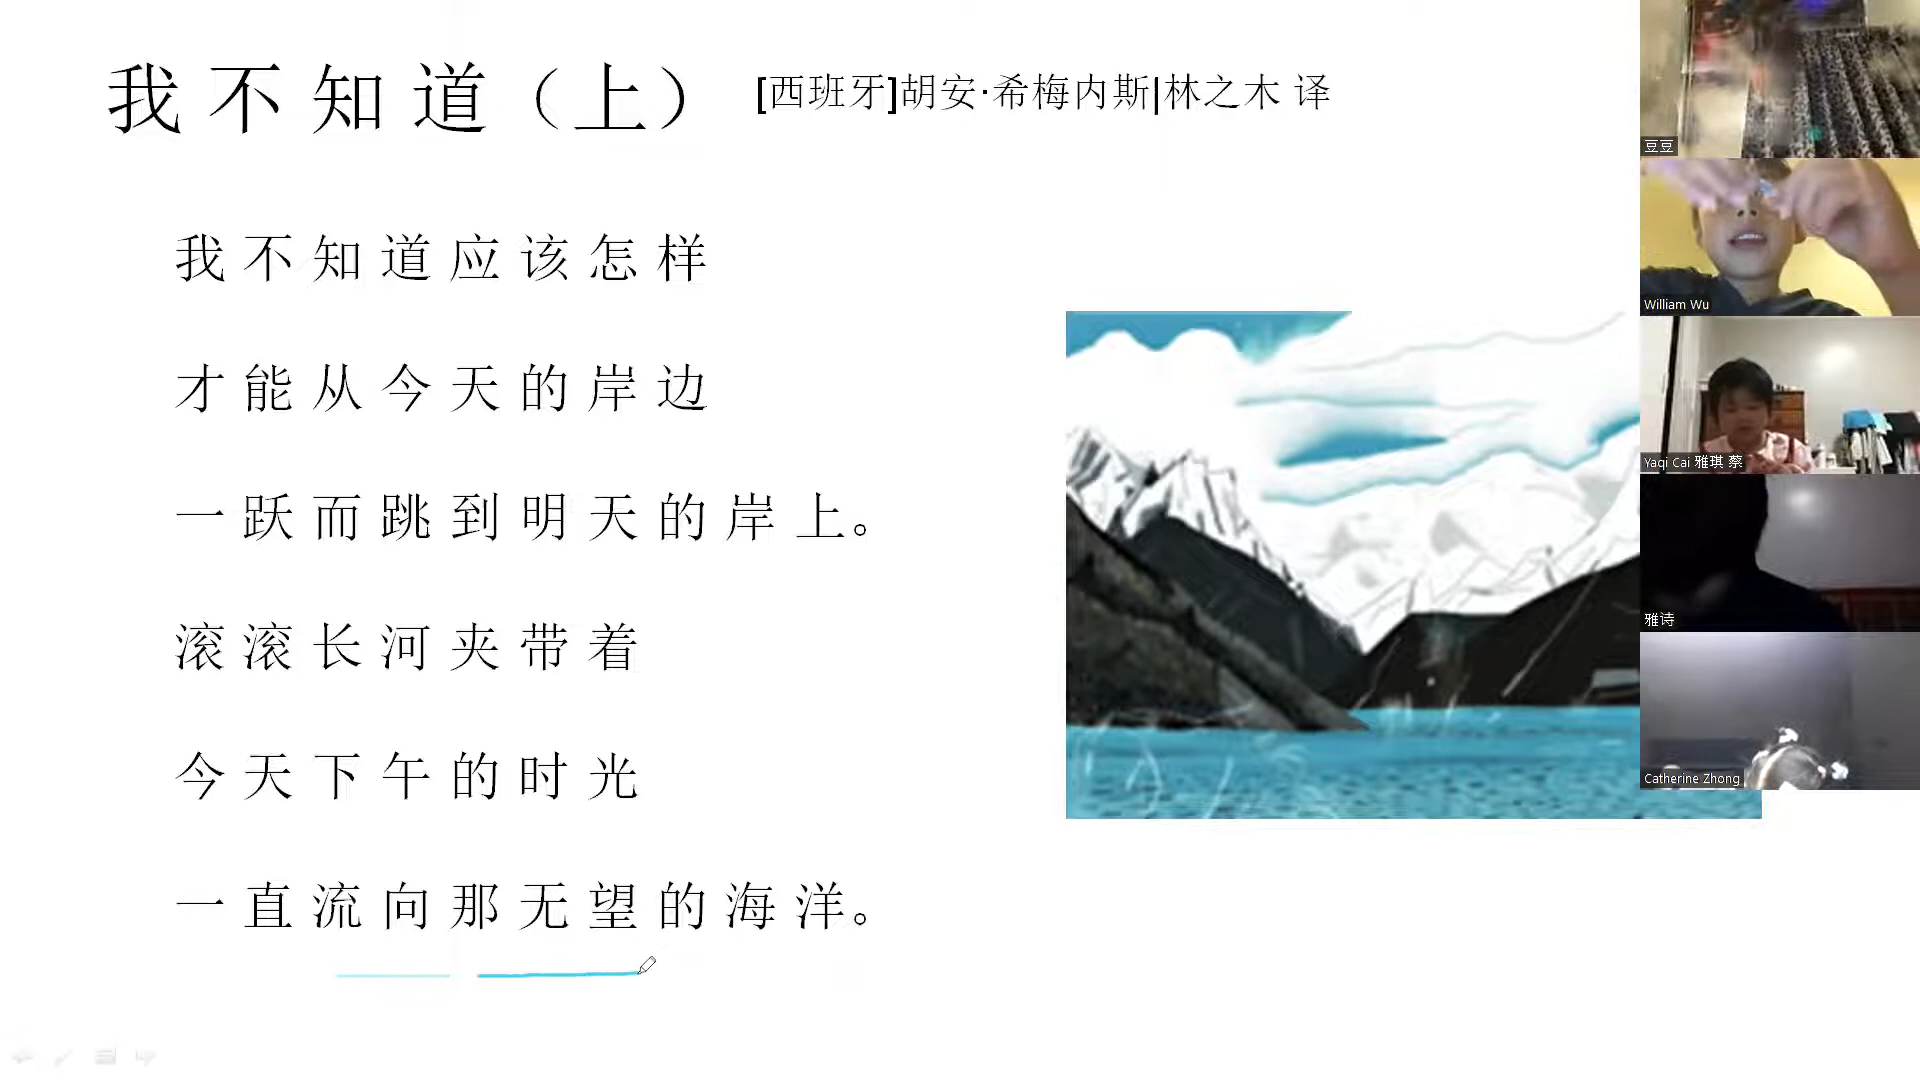 我不知道（上） [西班牙]胡安·希梅内斯|林之木 译
我不知道应该怎样
才能从今天的岸边
一跃而跳到明天的岸上。
滚滚长河夹带着
今天下午的时光
一直流向那无望的海洋。
豆豆
William Wu
Yaqi Cai 雅琪 蔡
雅诗
Catherine Zhong